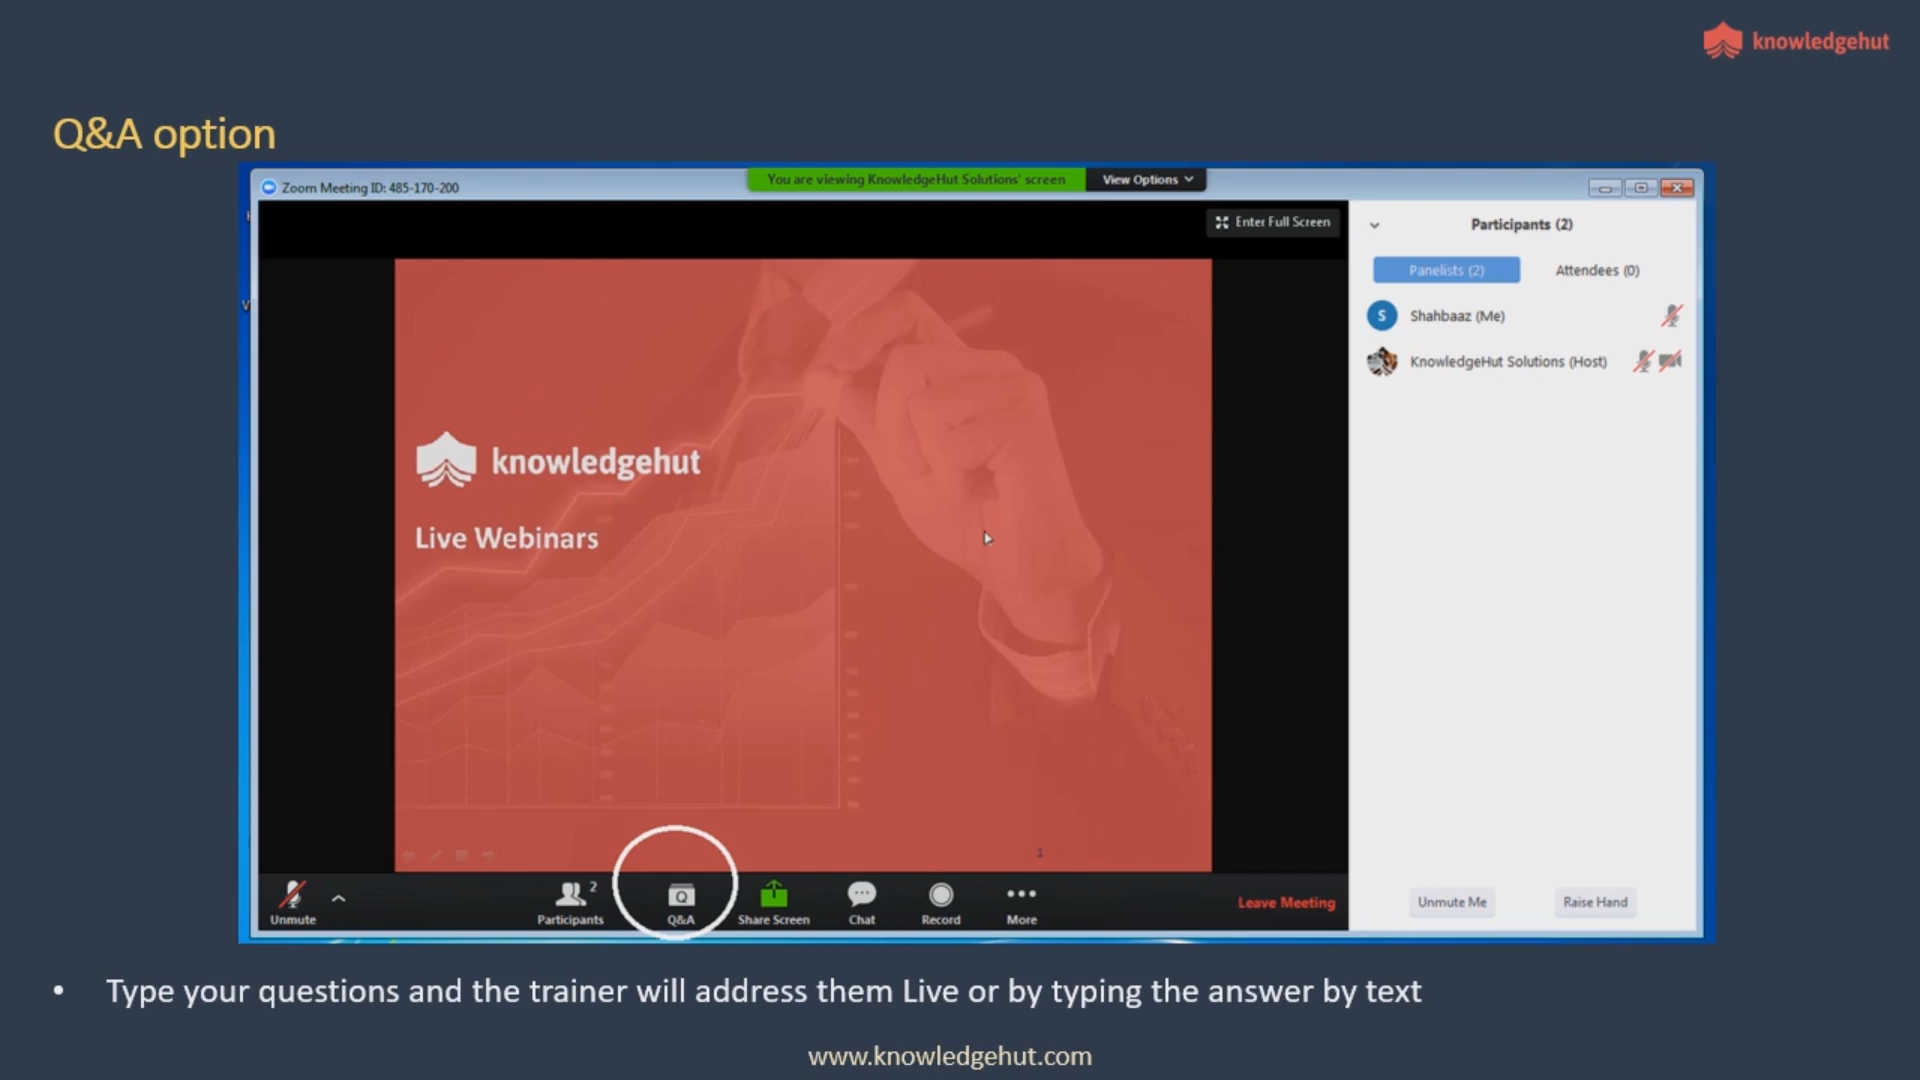 knowledgehut
Q&A option
Zoom Meeting ID: 485-170-200
You are viewing KnowledgeHut Solutions' screen
View Options
Enter Full Screen
Participants (2)
Panelists (2)
Attendees (0)
S
Shahbaaz (Me)
KnowledgeHut Solutions (Host)
knowledgehut
Live Webinars
1
Unmute
Participants
2
Q
Q&A
Share Screen
Chat
Record
More
Leave Meeting
Unmute Me
Raise Hand
• Type your questions and the trainer will address them Live or by typing the answer by text
www.knowledgehut.com